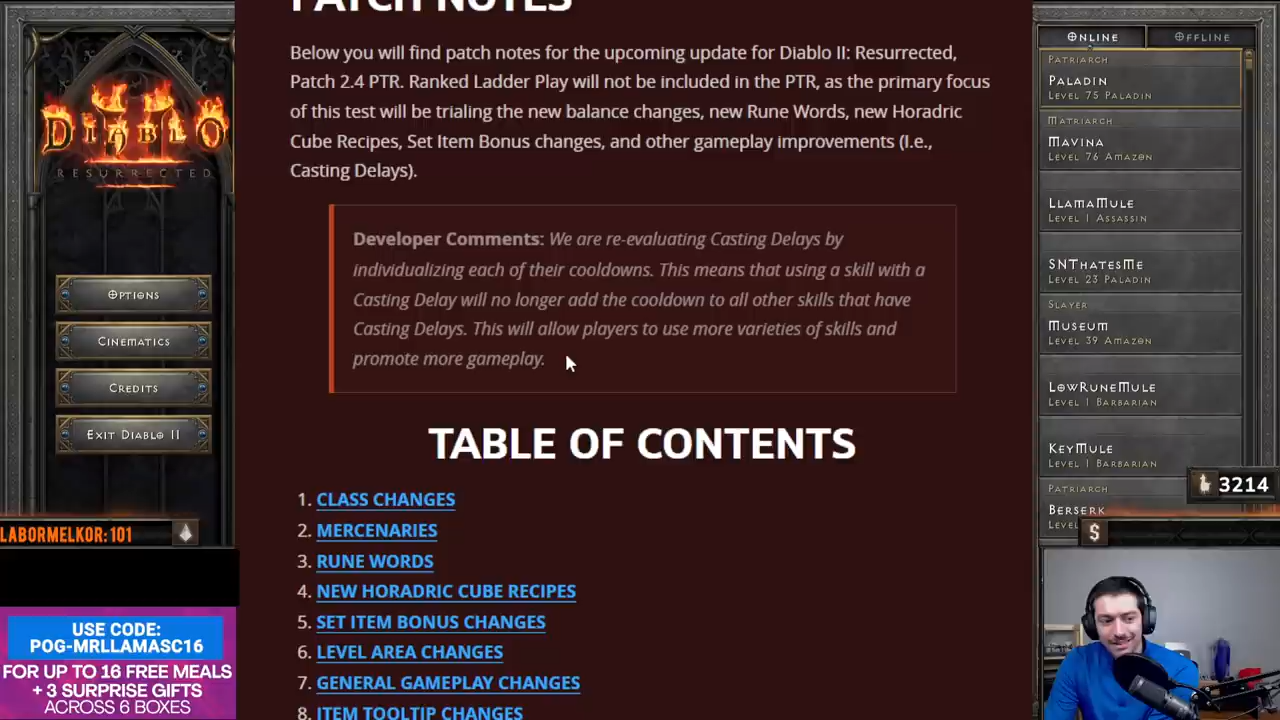 PATCH NOTES
Below you will find patch notes for the upcoming update for Diablo II: Resurrected,
Patch 2.4 PTR. Ranked Ladder Play will not be included in the PTR, as the primary focus
of this test will be trialing the new balance changes, new Rune Words, new Horadric
Cube Recipes, Set Item Bonus changes, and other gameplay improvements (I.e.,
Casting Delays).
Developer Comments: We are re-evaluating Casting Delays by
individualizing each of their cooldowns. This means that using a skill with a
Casting Delay will no longer add the cooldown to all other skills that have
Casting Delays. This will allow players to use more varieties of skills and
promote more gameplay.
TABLE OF CONTENTS
1. CLASS CHANGES
2. MERCENARIES
3. RUNE WORDS
4. NEW HORADRIC CUBE RECIPES
5. SET ITEM BONUS CHANGES
6. LEVEL AREA CHANGES
7. GENERAL GAMEPLAY CHANGES
8. ITEM TOOLTIP CHANGES
DIABLO
II
RESURRECTED
OPTIONS
CINEMATICS
CREDITS
EXIT DIABLO II
LABORMELKOR: 101
USE CODE:
POG-MRLLAMASC16
FOR UP TO 16 FREE MEALS
+ 3 SURPRISE GIFTS
ACROSS 6 BOXES
ONLINE
OFFLINE
PATRIARCH
PALADIN
LEVEL 75 PALADIN
MATRIARCH
MAVINA
LEVEL 76 AMAZON
LLAMAMULE
LEVEL 1 ASSASSIN
SNTHATESME
LEVEL 23 PALADIN
SLAYER
MUSEUM
LEVEL 39 AMAZON
LOWRUNEMULE
LEVEL 1 BARBARIAN
KEYMULE
LEVEL 1 BARBARIAN
PATRIARCH
BERSERK
LEVEL
3214
$